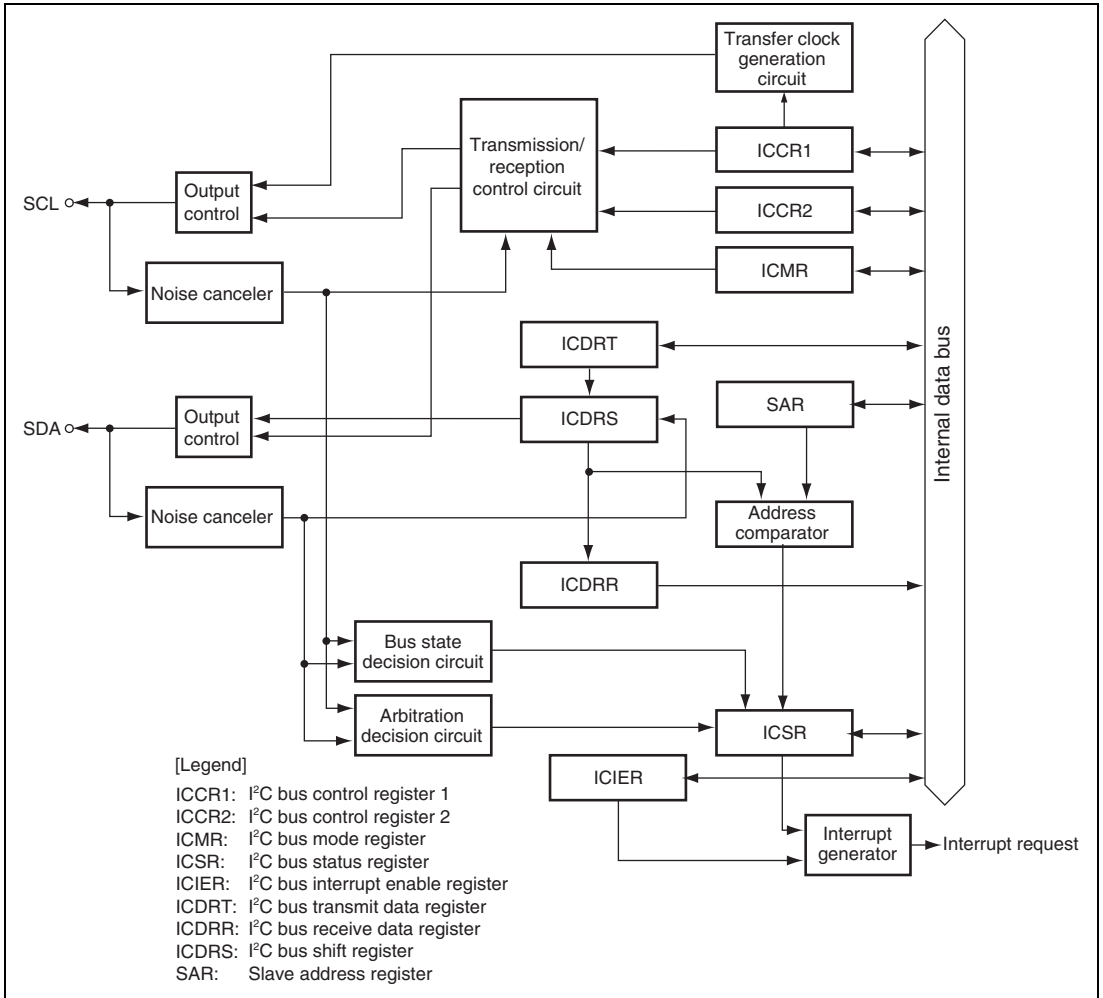 Transfer clock
generation
circuit
Transmission/
reception
control circuit
ICCR1
SCL
Output
control
ICCR2
ICMR
Noise canceler
Internal data bus
ICDRT
SDA
Output
control
ICDRS
SAR
Noise canceler
Address
comparator
ICDRR
Bus state
decision circuit
Arbitration
decision circuit
ICSR
ICIER
Interrupt
generator
Interrupt request
[Legend]
ICCR1: I²C bus control register 1
ICCR2: I²C bus control register 2
ICMR: I²C bus mode register
ICSR: I²C bus status register
ICIER: I²C bus interrupt enable register
ICDRT: I²C bus transmit data register
ICDRR: I²C bus receive data register
ICDRS: I²C bus shift register
SAR: Slave address register